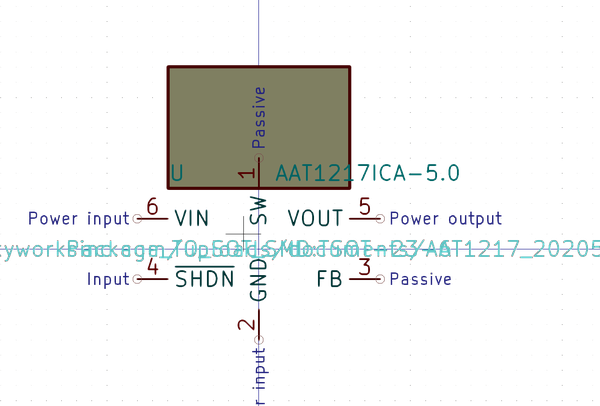 Passive
1
U AAT1217ICA-5.0
SW
Power input 6 VIN VOUT 5 Power output
Input 4 SHDN FB 3 Passive
GND
2